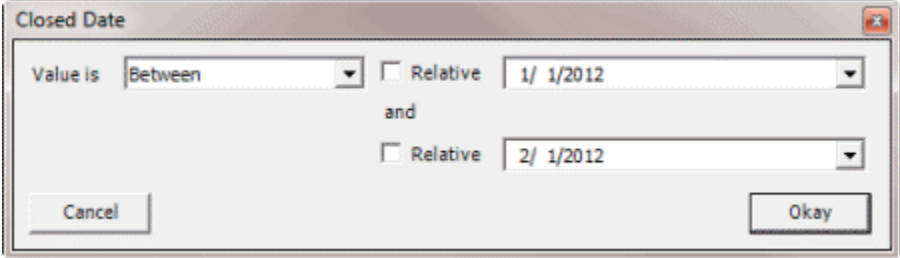 Closed Date
Value is Between Relative 1/ 1/2012
and
Relative 2/ 1/2012
Cancel Okay